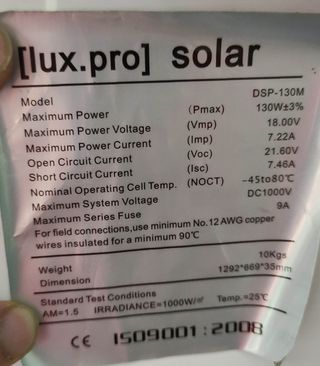 [lux.pro] solar
Model DSP-130M
Maximum Power (Pmax) 130W±3%
Maximum Power Voltage (Vmp) 18.00V
Maximum Power Current (Imp) 7.22A
Open Circuit Current (Voc) 21.60V
Short Circuit Current (Isc) 7.46A
Nominal Operating Cell Temp. (NOCT) -45to80℃
Maximum System Voltage DC1000V
Maximum Series Fuse 9A
For field connections,use minimum No.12 AWG copper
wires insulated for a minimum 90℃
Weight 10Kgs
Dimension 1292*669*35mm
Standard Test Conditions
AM=1.5 IRRADIANCE=1000W/㎡ Temp.=25℃
CE ISO9001:2008